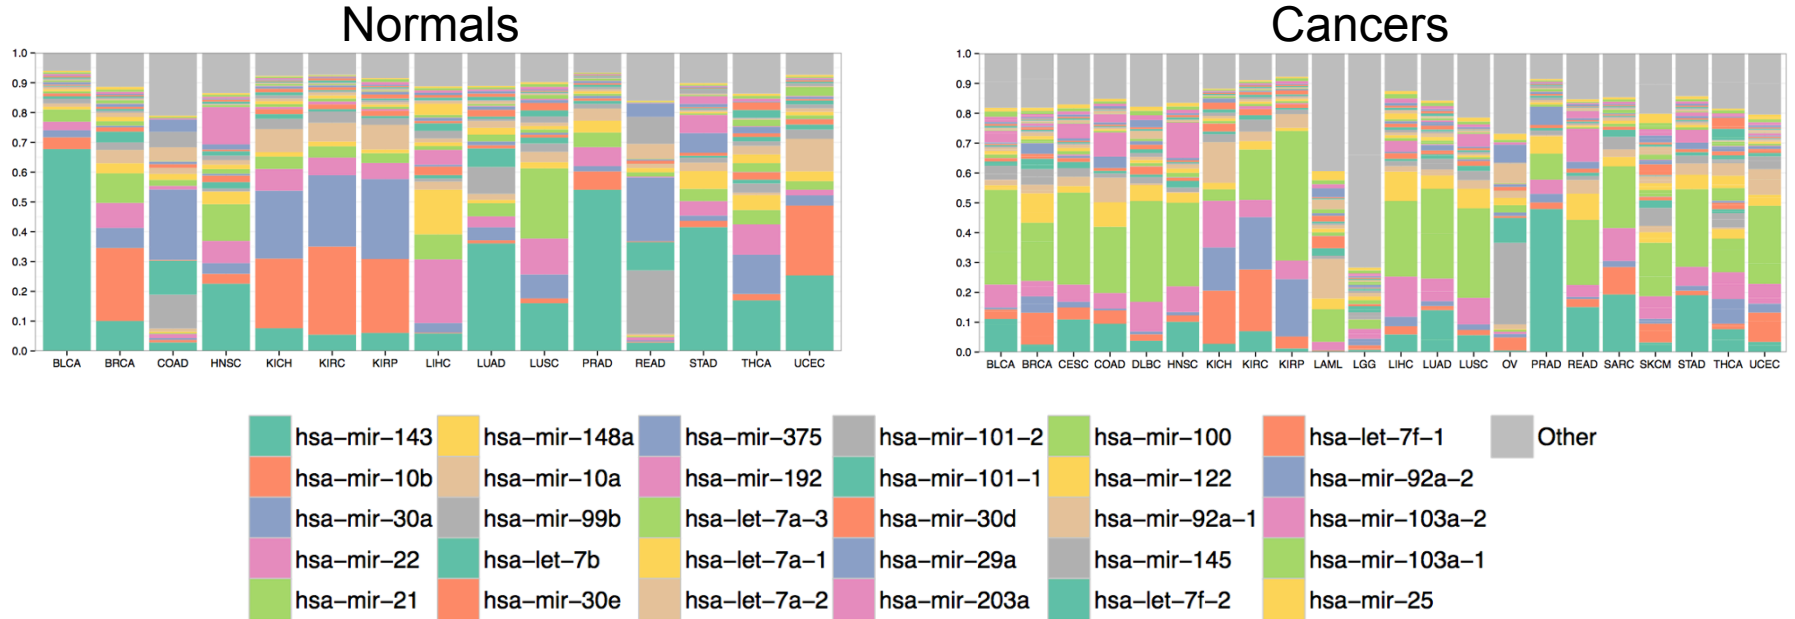 Normals Cancers
1.0 1.0
0.9 0.9
0.8 0.8
0.7 0.7
0.6 0.6
0.5 0.5
0.4 0.4
0.3 0.3
0.2 0.2
0.1 0.1
0.0 0.0
BLCA BRCA COAD HNSC KICH KIRC KIRP LIHC LUAD LUSC PRAD READ STAD THCA UCEC
BLCA BRCA CESC COAD DLBC HNSC KICH KIRC KIRP LAML LGG LIHC LUAD LUSC OV PRAD READ SARC SKCM STAD THCA UCEC
hsa-mir-143 hsa-mir-148a hsa-mir-375 hsa-mir-101-2 hsa-mir-100 hsa-let-7f-1 Other
hsa-mir-10b hsa-mir-10a hsa-mir-192 hsa-mir-101-1 hsa-mir-122 hsa-mir-92a-2
hsa-mir-30a hsa-mir-99b hsa-let-7a-3 hsa-mir-30d hsa-mir-92a-1 hsa-mir-103a-2
hsa-mir-22 hsa-let-7b hsa-let-7a-1 hsa-mir-29a hsa-mir-145 hsa-mir-103a-1
hsa-mir-21 hsa-mir-30e hsa-let-7a-2 hsa-mir-203a hsa-let-7f-2 hsa-mir-25